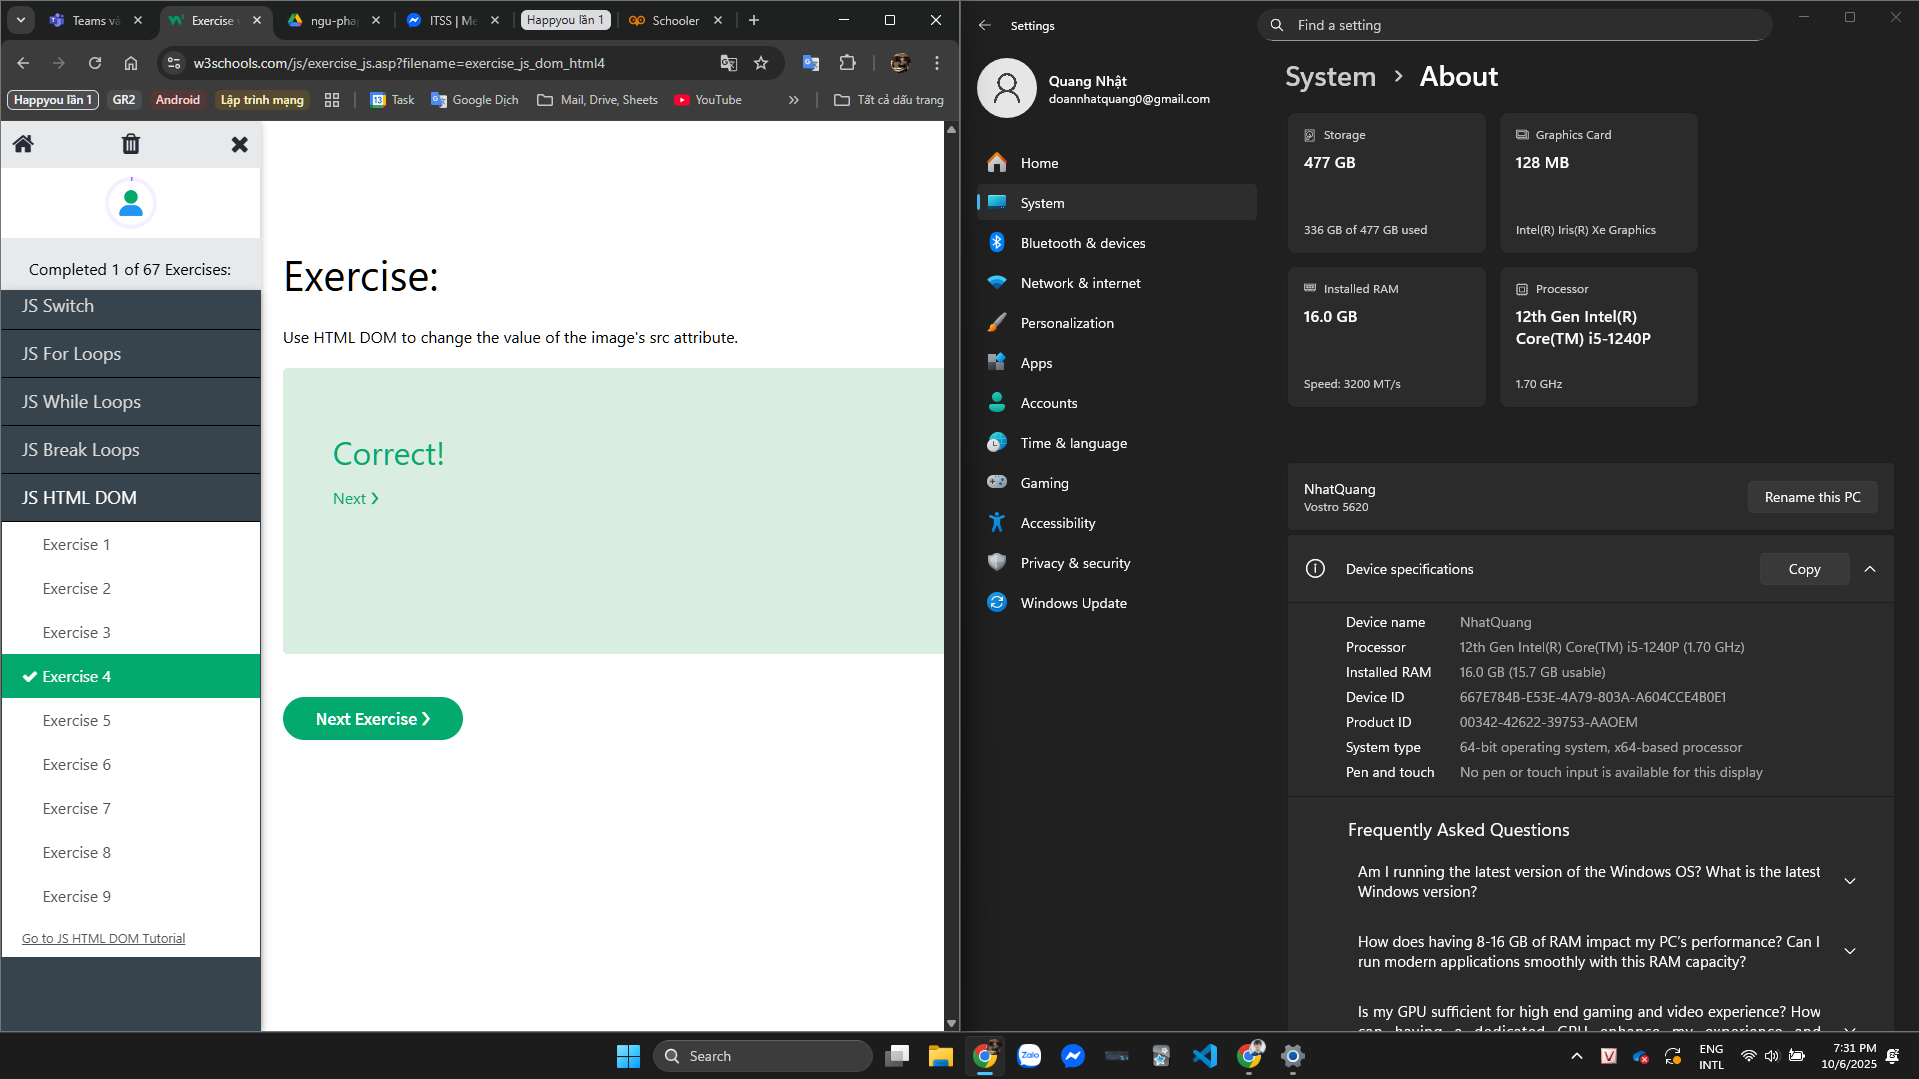 Teams và
Exercise v
ngu-phap
ITSS | Me
Happyou lần 1
Schooler
w3schools.com/js/exercise_js.asp?filename=exercise_js_dom_html4
Happyou lần 1
GR2
Android
Lập trình mạng
Task
Google Dịch
Mail, Drive, Sheets
YouTube
Tất cả dấu trang
Completed 1 of 67 Exercises:
JS Switch
JS For Loops
JS While Loops
JS Break Loops
JS HTML DOM
Exercise 1
Exercise 2
Exercise 3
Exercise 4
Exercise 5
Exercise 6
Exercise 7
Exercise 8
Exercise 9
Go to JS HTML DOM Tutorial
Exercise:
Use HTML DOM to change the value of the image's src attribute.
Correct!
Next ❯
Next Exercise ❯
Settings
Find a setting
Quang Nhật
doannhatquang0@gmail.com
Home
System
Bluetooth & devices
Network & internet
Personalization
Apps
Accounts
Time & language
Gaming
Accessibility
Privacy & security
Windows Update
System › About
Storage
477 GB
336 GB of 477 GB used
Graphics Card
128 MB
Intel(R) Iris(R) Xe Graphics
Installed RAM
16.0 GB
Speed: 3200 MT/s
Processor
12th Gen Intel(R)
Core(TM) i5-1240P
1.70 GHz
NhatQuang
Vostro 5620
Rename this PC
Device specifications
Copy
Device name NhatQuang
Processor 12th Gen Intel(R) Core(TM) i5-1240P (1.70 GHz)
Installed RAM 16.0 GB (15.7 GB usable)
Device ID 667E784B-E53E-4A79-803A-A604CCE4B0E1
Product ID 00342-42622-39753-AAOEM
System type 64-bit operating system, x64-based processor
Pen and touch No pen or touch input is available for this display
Frequently Asked Questions
Am I running the latest version of the Windows OS? What is the latest
Windows version?
How does having 8-16 GB of RAM impact my PC's performance? Can I
run modern applications smoothly with this RAM capacity?
Is my GPU sufficient for high end gaming and video experience? How
can having a dedicated GPU enhance my experience and
Search
Zalo
V
ENG
INTL
7:31 PM
10/6/2025